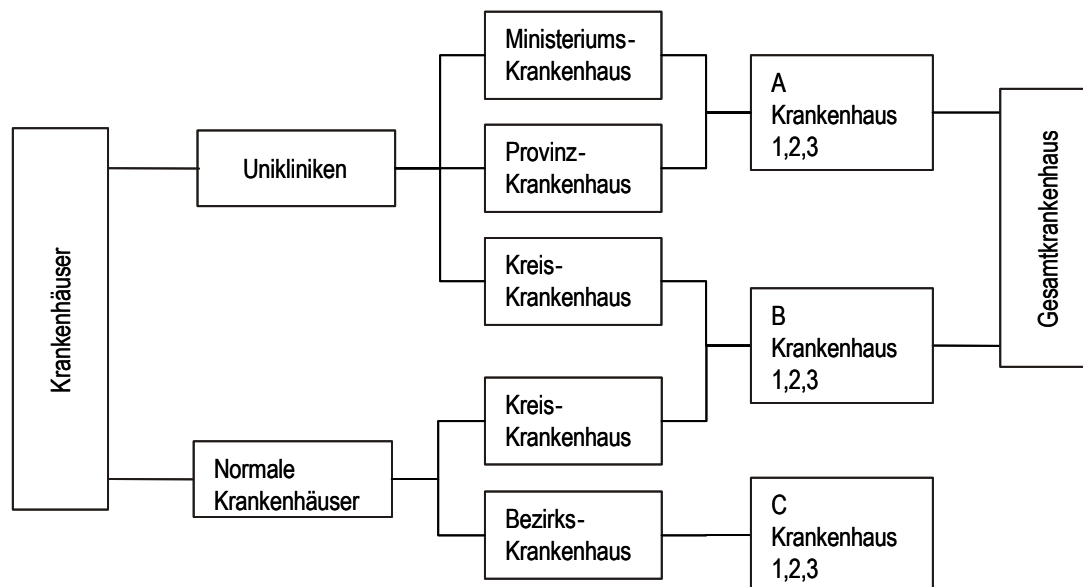 Krankenhäuser
Unikliniken
Normale
Krankenhäuser
Ministeriums-
Krankenhaus
Provinz-
Krankenhaus
Kreis-
Krankenhaus
Kreis-
Krankenhaus
Bezirks-
Krankenhaus
A
Krankenhaus
1,2,3
B
Krankenhaus
1,2,3
C
Krankenhaus
1,2,3
Gesamtkrankenhaus